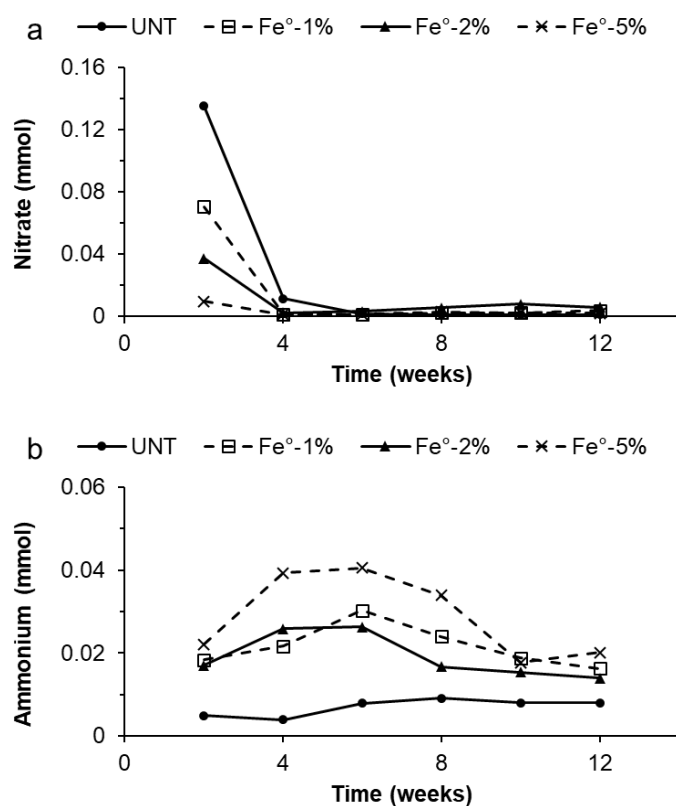 a
UNT Fe°-1% Fe°-2% Fe°-5%
Nitrate (mmol)
0.16
0.12
0.08
0.04
0
0 4 8 12
Time (weeks)
b
UNT Fe°-1% Fe°-2% Fe°-5%
Ammonium (mmol)
0.06
0.04
0.02
0
0 4 8 12
Time (weeks)